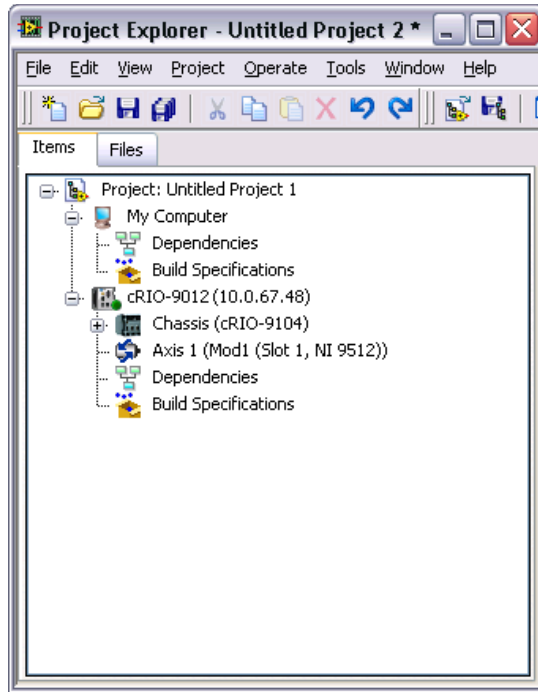 Project Explorer - Untitled Project 2 *
File Edit View Project Operate Tools Window Help
Items Files
Project: Untitled Project 1
My Computer
Dependencies
Build Specifications
cRIO-9012 (10.0.67.48)
Chassis (cRIO-9104)
Axis 1 (Mod1 (Slot 1, NI 9512))
Dependencies
Build Specifications